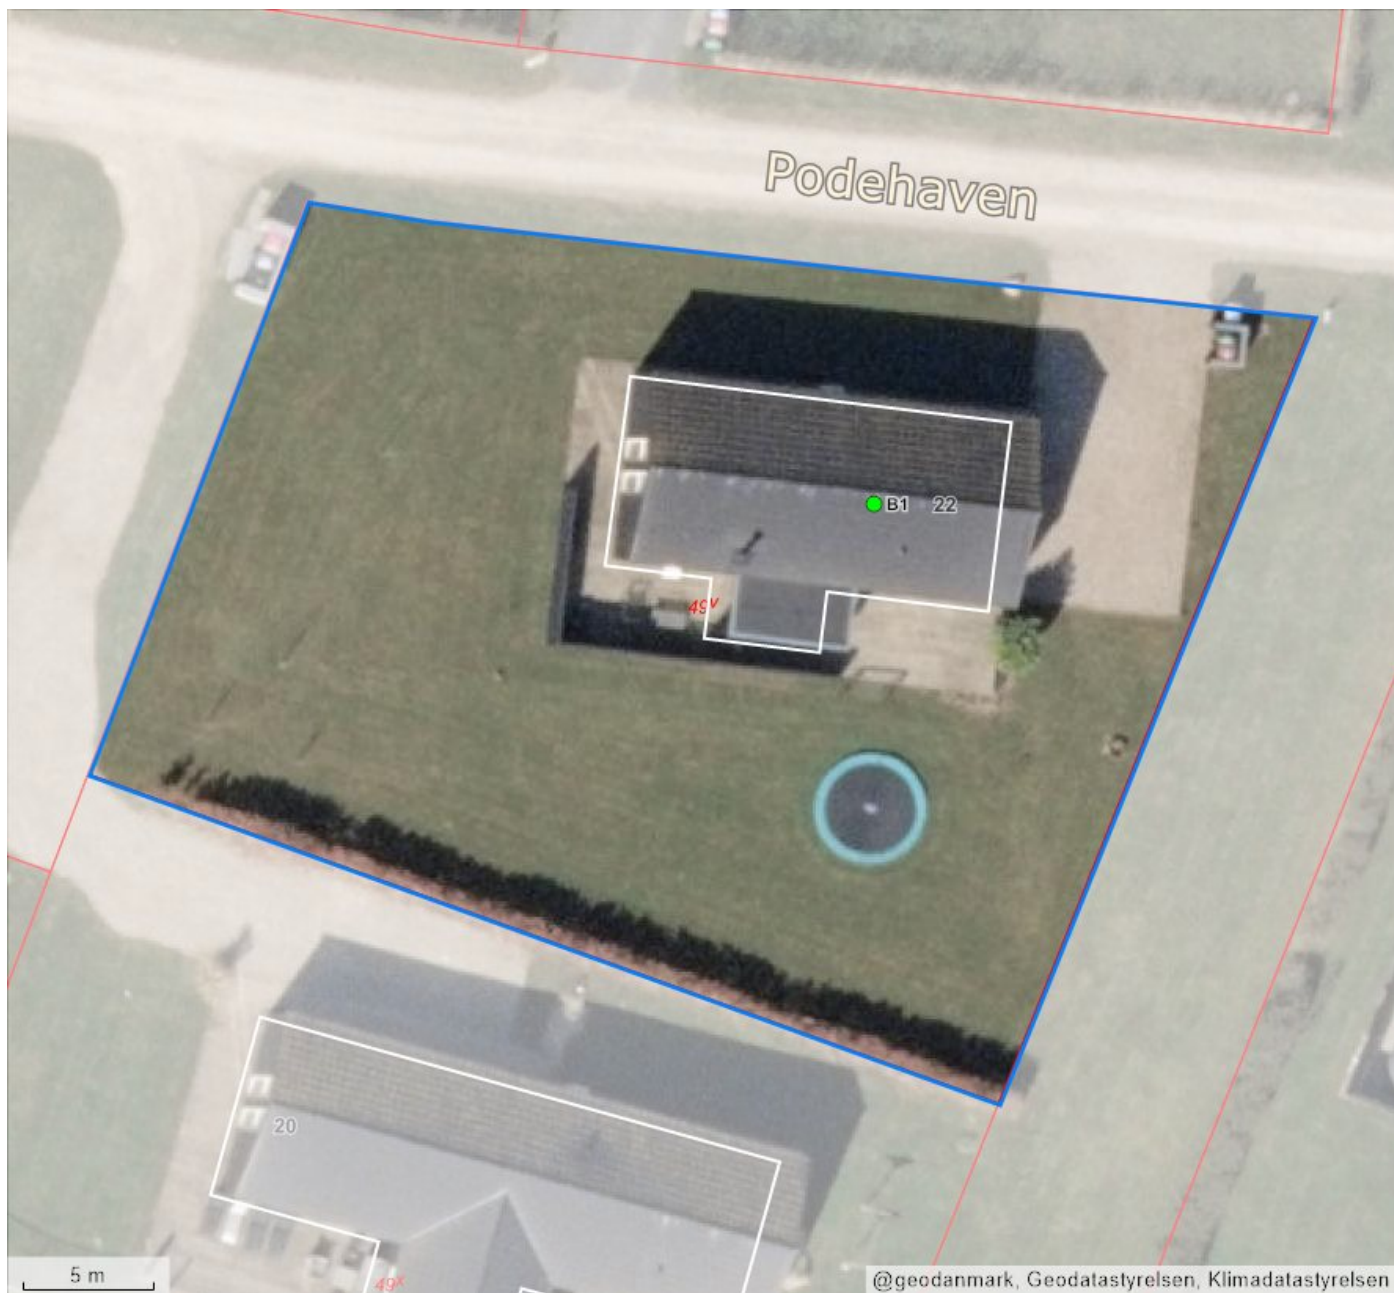 Podehaven
B1 22
49v
20
49x
5 m
@geodanmark, Geodatastyrelsen, Klimadatastyrelsen